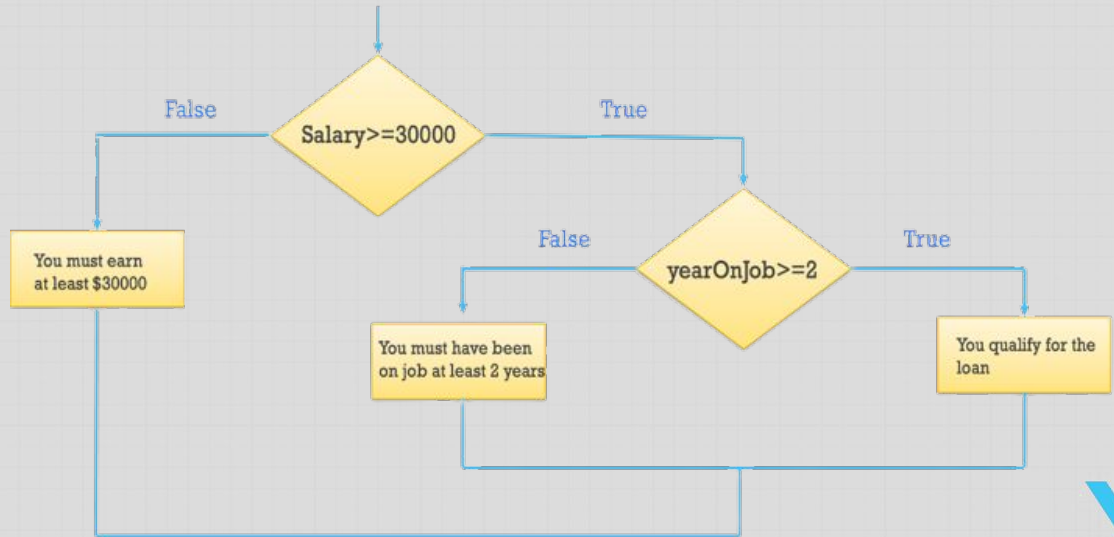 False
True
Salary>=30000
You must earn
at least $30000
False
True
yearOnJob>=2
You must have been
on job at least 2 years
You qualify for the
loan